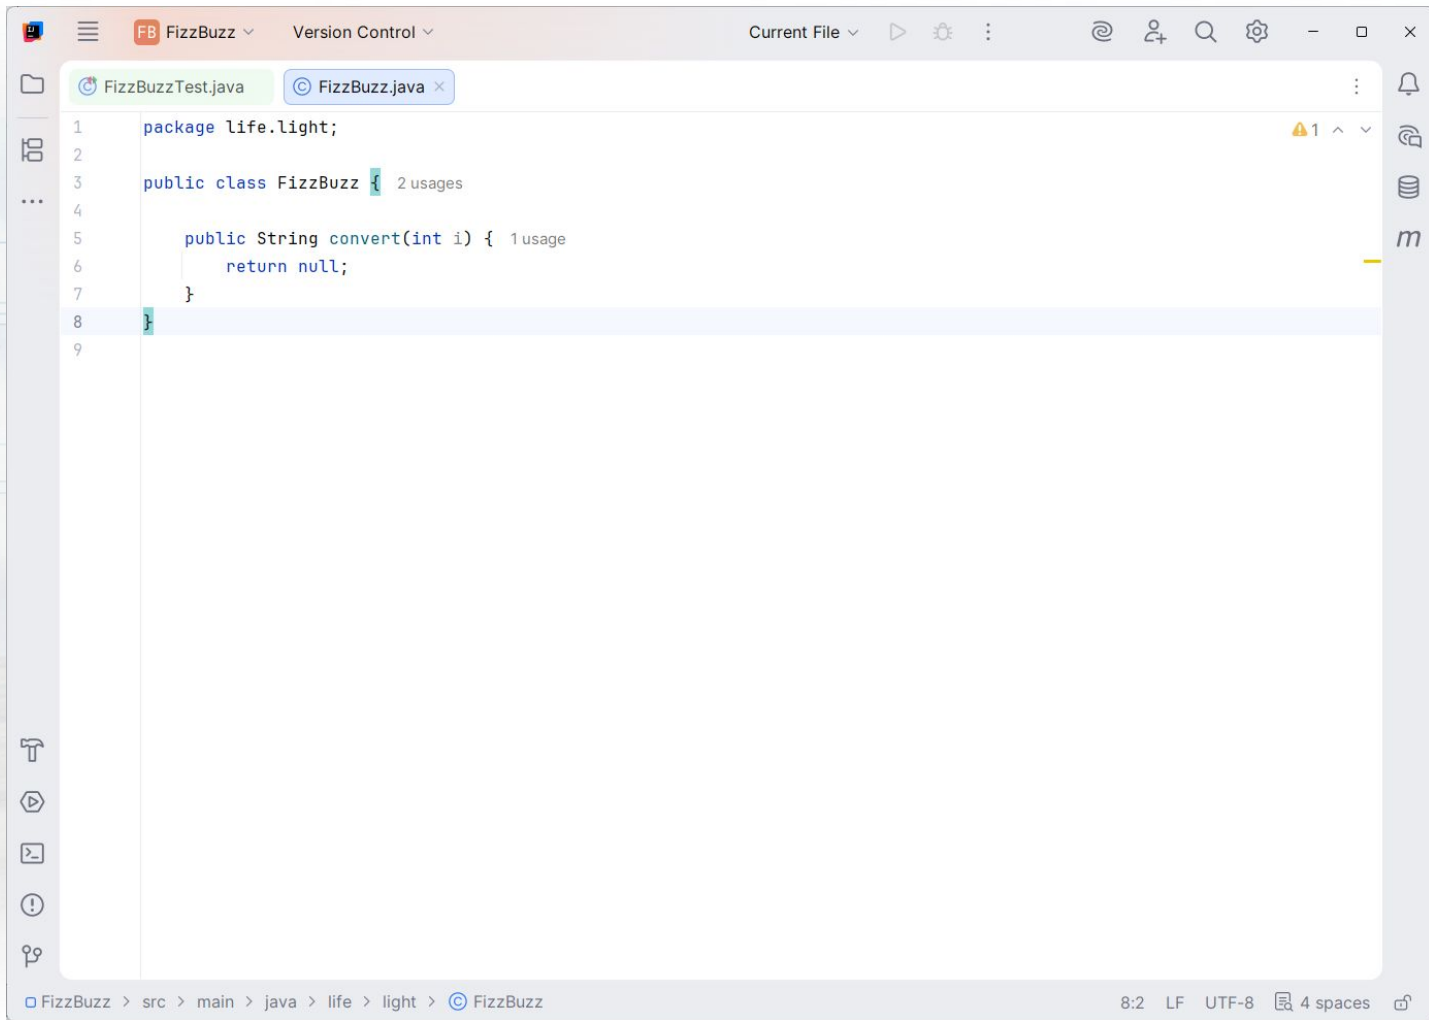 FB FizzBuzz Version Control Current File
FizzBuzzTest.java FizzBuzz.java
1 package life.light; 1
2
3 public class FizzBuzz { 2 usages
4
5 public String convert(int i) { 1 usage
6 return null;
7 }
8 }
9
m
FizzBuzz > src > main > java > life > light > © FizzBuzz 8:2 LF UTF-8 4 spaces